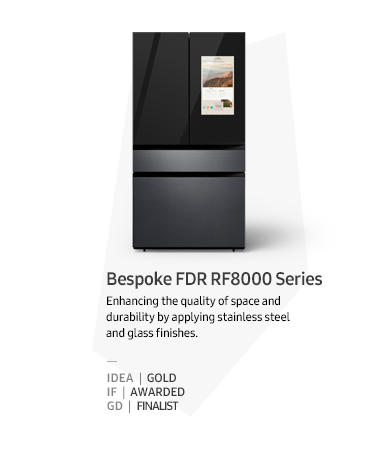 Bespoke FDR RF8000 Series
Enhancing the quality of space and
durability by applying stainless steel
and glass finishes.
—
IDEA | GOLD
IF | AWARDED
GD | FINALIST